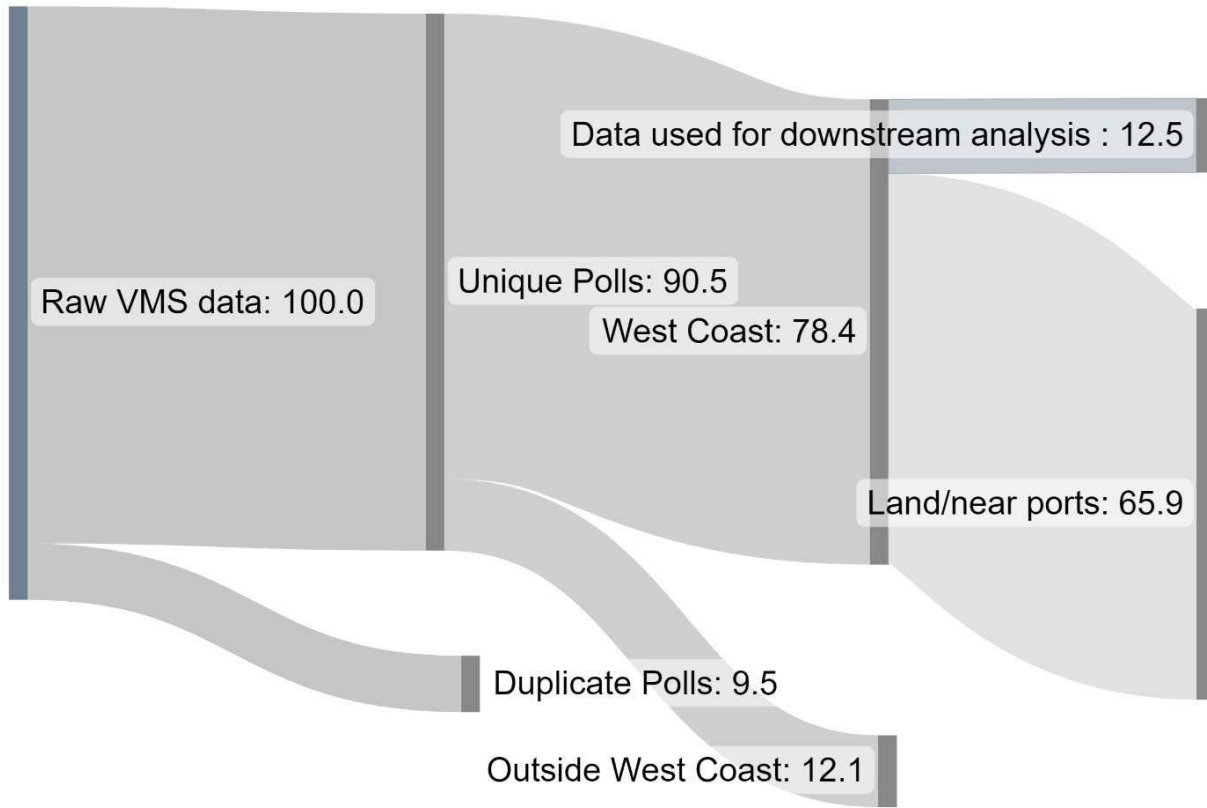 Data used for downstream analysis : 12.5
Unique Polls: 90.5
Raw VMS data: 100.0
West Coast: 78.4
Land/near ports: 65.9
Duplicate Polls: 9.5
Outside West Coast: 12.1